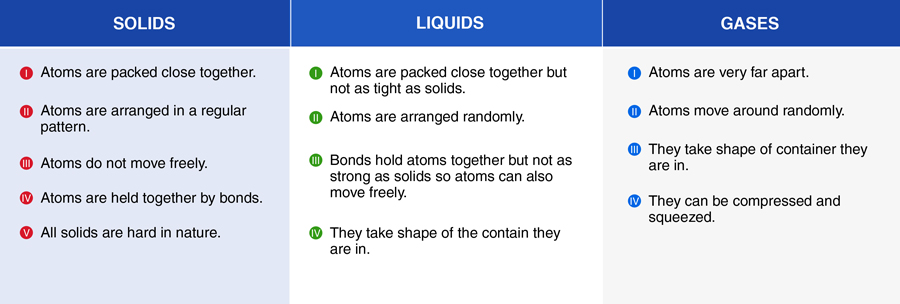 SOLIDS
I Atoms are packed close together.
II Atoms are arranged in a regular
pattern.
III Atoms do not move freely.
IV Atoms are held together by bonds.
V All solids are hard in nature.
LIQUIDS
I Atoms are packed close together but
not as tight as solids.
II Atoms are arranged randomly.
III Bonds hold atoms together but not as
strong as solids so atoms can also
move freely.
IV They take shape of the contain they
are in.
GASES
I Atoms are very far apart.
II Atoms move around randomly.
III They take shape of container they
are in.
IV They can be compressed and
squeezed.